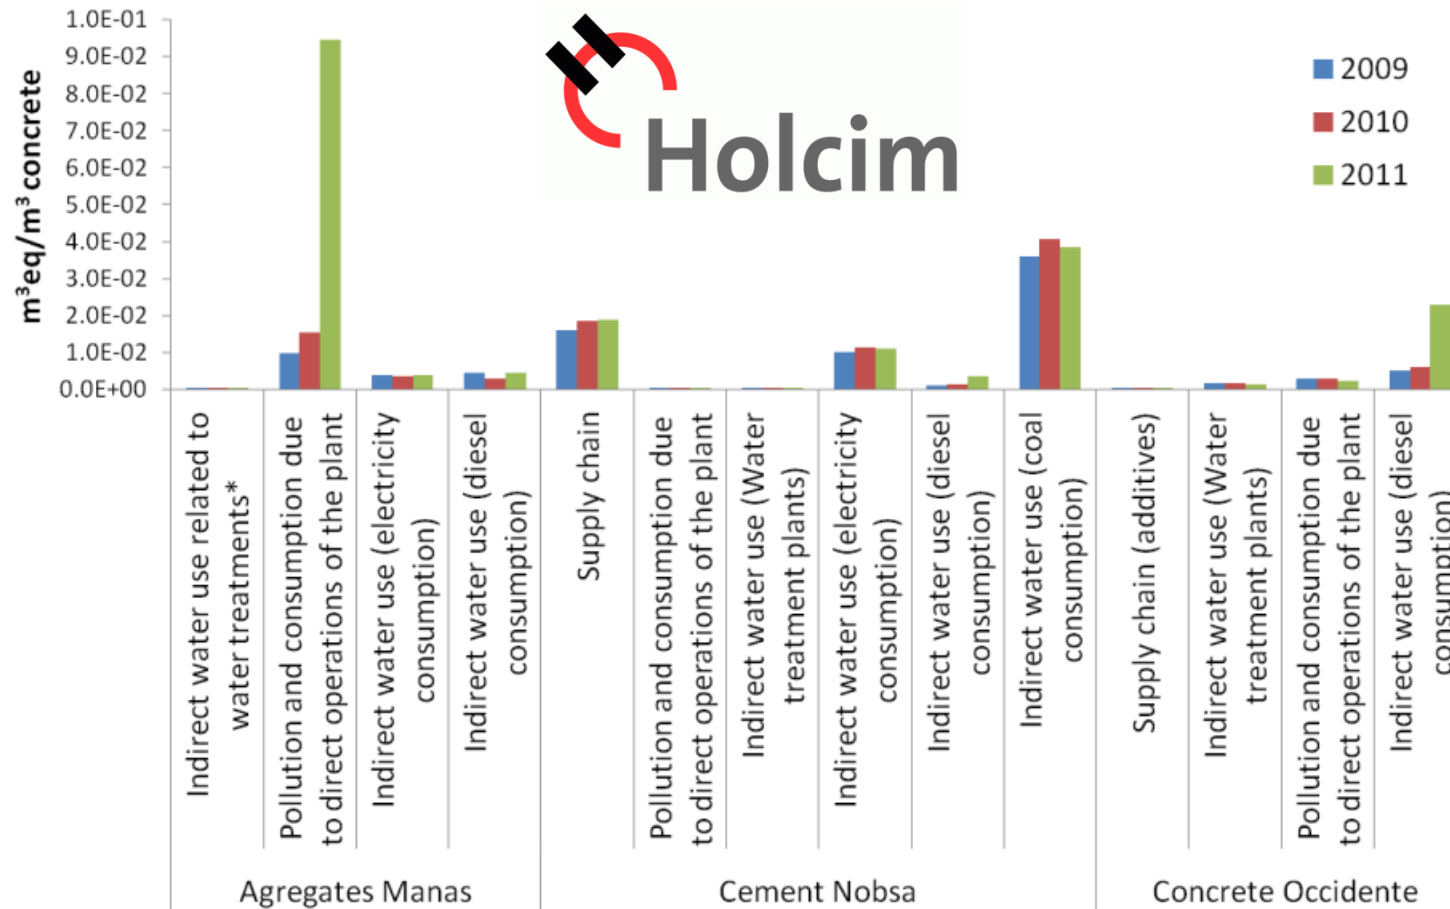 1.0E-01
9.0E-02
8.0E-02
7.0E-02
6.0E-02
5.0E-02
4.0E-02
3.0E-02
2.0E-02
1.0E-02
0.0E+00
m³eq/m³ concrete
Holcim
2009
2010
2011
Indirect water use related to
water treatments*
Pollution and consumption due
to direct operations of the plant
Indirect water use (electricity
consumption)
Indirect water use (diesel
consumption)
Supply chain
Pollution and consumption due
to direct operations of the plant
Indirect water use (Water
treatment plants)
Indirect water use (electricity
consumption)
Indirect water use (diesel
consumption)
Indirect water use (coal
consumption)
Supply chain (additives)
Indirect water use (Water
treatment plants)
Pollution and consumption due
to direct operations of the plant
Indirect water use (diesel
consumption)
Agregates Manas
Cement Nobsa
Concrete Occidente